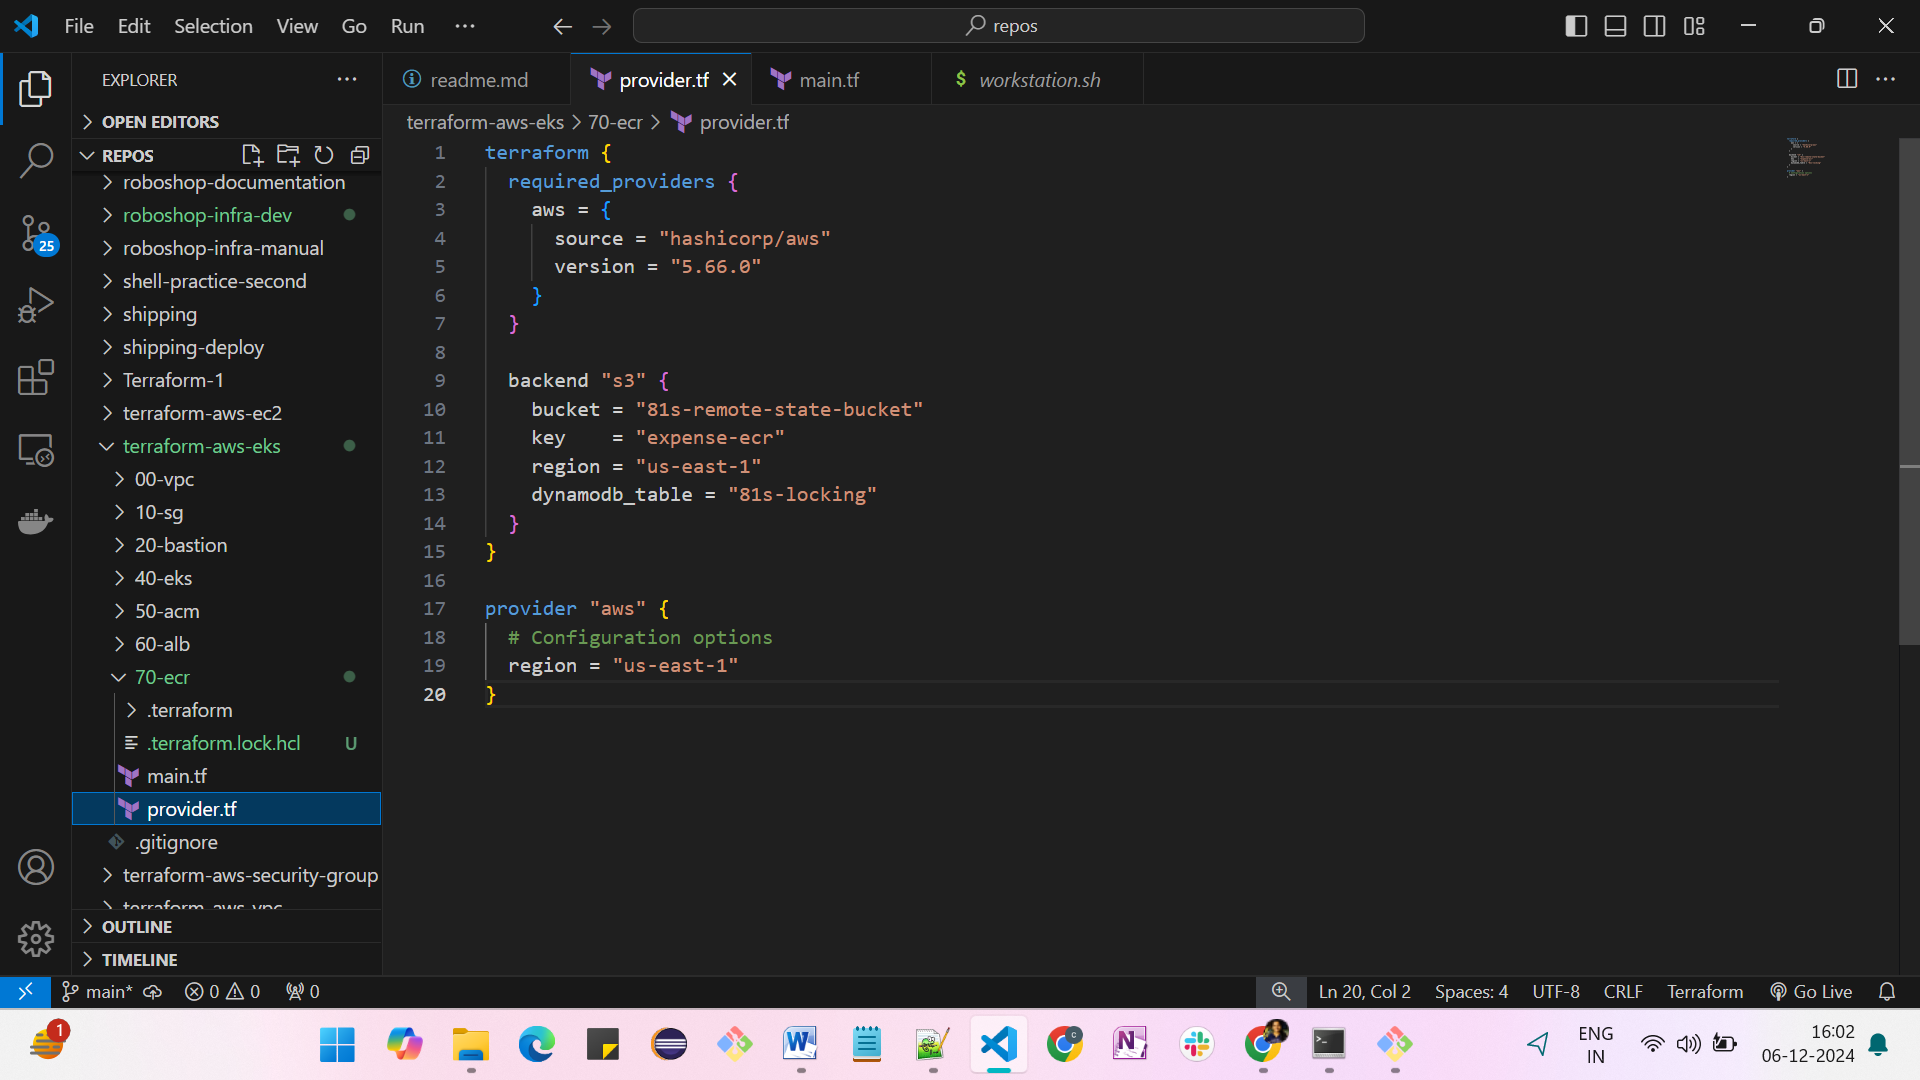 File Edit Selection View Go Run ···
repos
EXPLORER ···
OPEN EDITORS
REPOS
roboshop-documentation
roboshop-infra-dev
roboshop-infra-manual
shell-practice-second
shipping
shipping-deploy
Terraform-1
terraform-aws-ec2
terraform-aws-eks
00-vpc
10-sg
20-bastion
40-eks
50-acm
60-alb
70-ecr
.terraform
.terraform.lock.hcl U
main.tf
provider.tf
.gitignore
terraform-aws-security-group
terraform-aws-vpc
OUTLINE
TIMELINE
25
readme.md provider.tf main.tf $ workstation.sh
terraform-aws-eks > 70-ecr > provider.tf
1 terraform {
2 required_providers {
3 aws = {
4 source = "hashicorp/aws"
5 version = "5.66.0"
6 }
7 }
8
9 backend "s3" {
10 bucket = "81s-remote-state-bucket"
11 key    = "expense-ecr"
12 region = "us-east-1"
13 dynamodb_table = "81s-locking"
14 }
15 }
16
17 provider "aws" {
18 # Configuration options
19 region = "us-east-1"
20 }
main* 0 0 0 Ln 20, Col 2 Spaces: 4 UTF-8 CRLF Terraform Go Live
1
ENG
IN
16:02
06-12-2024